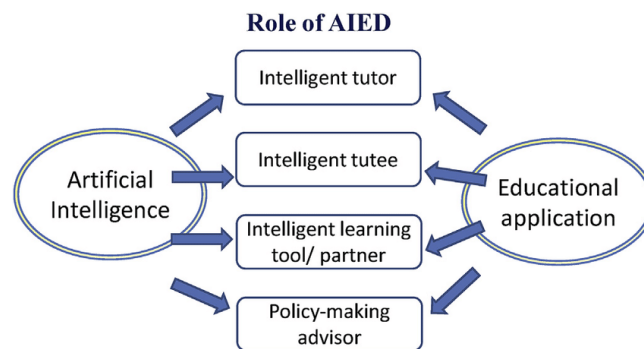 Role of AIED
Intelligent tutor
Intelligent tutee
Artificial
Intelligence
Educational
application
Intelligent learning
tool/ partner
Policy-making
advisor